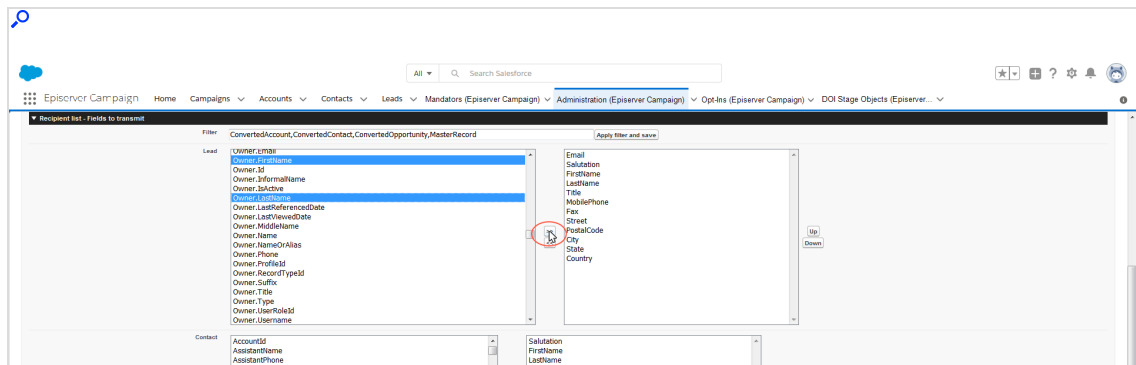 All Search Salesforce
Episerver Campaign Home Campaigns Accounts Contacts Leads Mandators (Episerver Campaign) Administration (Episerver Campaign) Opt-Ins (Episerver Campaign) DOI Stage Objects (Episerver...
Recipient list - Fields to transmit
Filter ConvertedAccount,ConvertedContact,ConvertedOpportunity,MasterRecord Apply filter and save
Lead
Owner.Email
Owner.FirstName
Owner.Id
Owner.InformalName
Owner.IsActive
Owner.LastName
Owner.LastReferencedDate
Owner.LastViewedDate
Owner.MiddleName
Owner.Name
Owner.NameOrAlias
Owner.Phone
Owner.ProfileId
Owner.RecordTypeId
Owner.Suffix
Owner.Title
Owner.Type
Owner.UserRoleId
Owner.Username
Email
Salutation
FirstName
LastName
Title
MobilePhone
Fax
Street
PostalCode
City
State
Country
Up
Down
Contact
AccountId
AssistantName
AssistantPhone
Salutation
FirstName
LastName